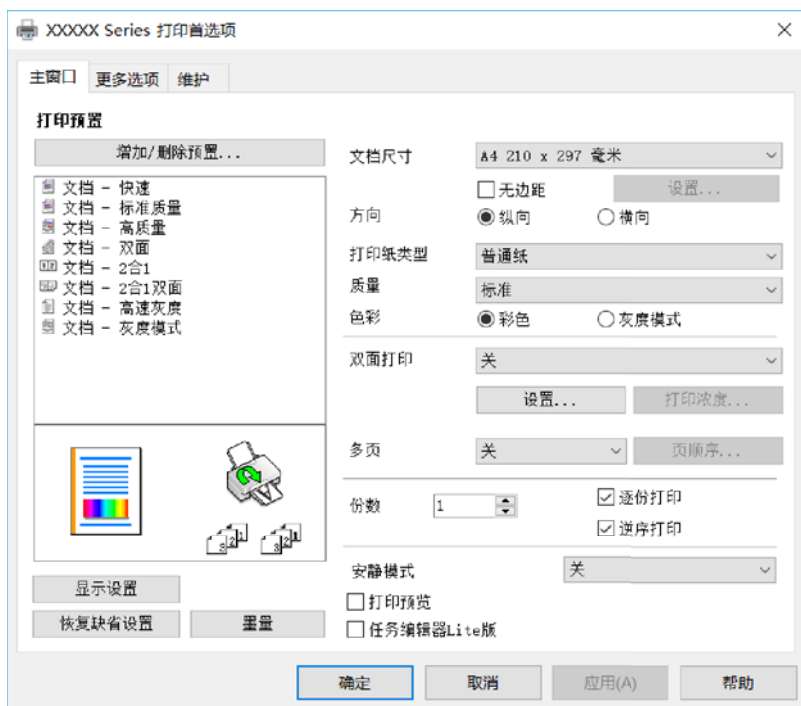 XXXXX Series 打印首选项
主窗口 更多选项 维护
打印预置
增加/删除预置...
文档 - 快速
文档 - 标准质量
文档 - 高质量
文档 - 双面
文档 - 2合1
文档 - 2合1双面
文档 - 高速灰度
文档 - 灰度模式
显示设置
恢复缺省设置 墨量
文档尺寸 A4 210 x 297 毫米
无边距 设置...
方向 纵向 横向
打印纸类型 普通纸
质量 标准
色彩 彩色 灰度模式
双面打印 关
设置... 打印浓度...
多页 关 页顺序...
份数 1 逐份打印
逆序打印
安静模式 关
打印预览
任务编辑器Lite版
确定 取消 应用(A) 帮助